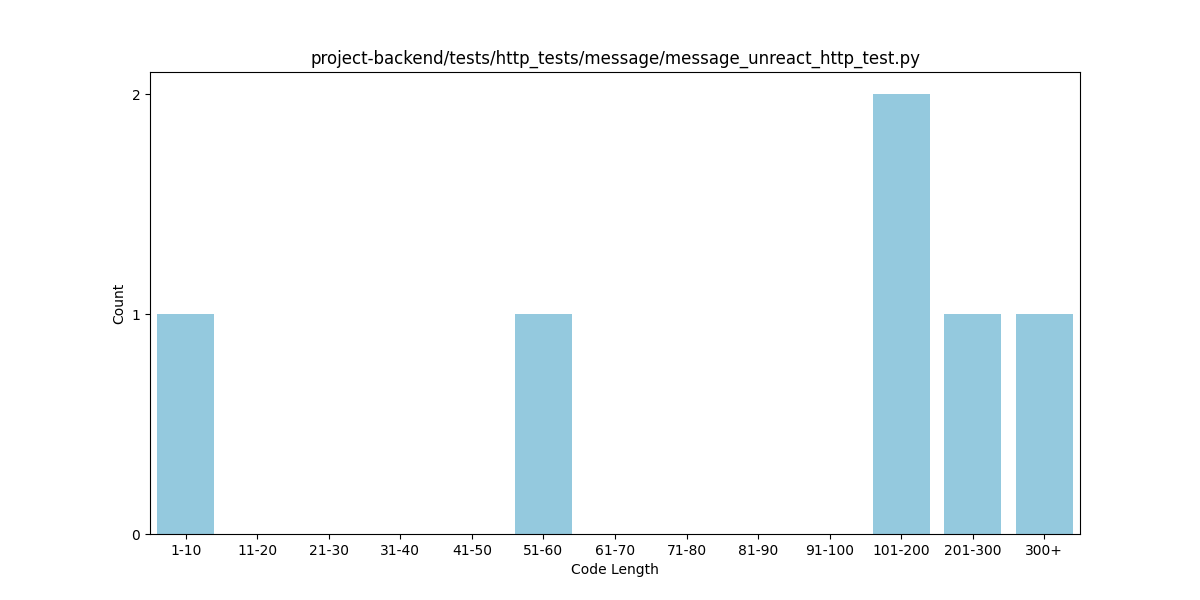 project-backend/tests/http_tests/message/message_unreact_http_test.py
2
1
0
Count
1-10 11-20 21-30 31-40 41-50 51-60 61-70 71-80 81-90 91-100 101-200 201-300 300+
Code Length